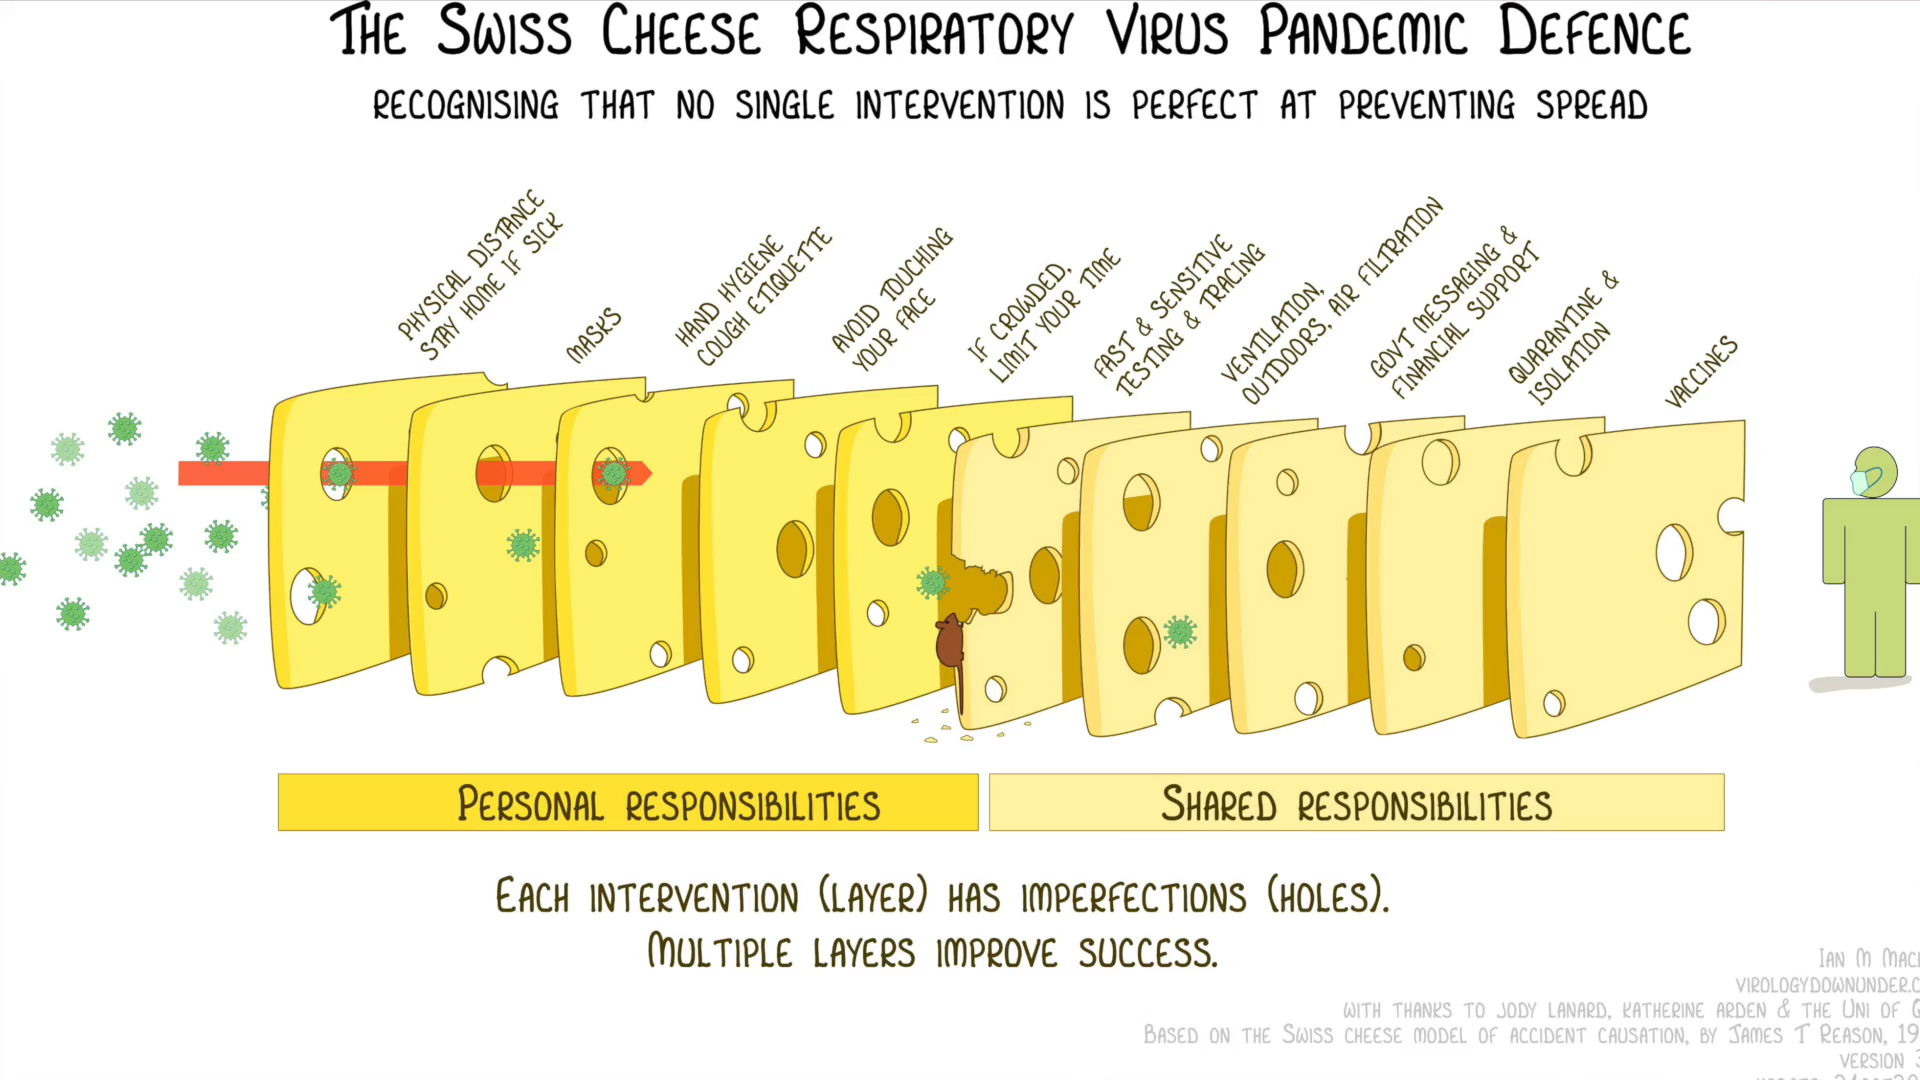 THE SWISS CHEESE RESPIRATORY VIRUS PANDEMIC DEFENCE
RECOGNISING THAT NO SINGLE INTERVENTION IS PERFECT AT PREVENTING SPREAD
PHYSICAL DISTANCE
STAY HOME IF SICK
MASKS
HAND HYGIENE
COUGH ETIQUETTE
AVOID TOUCHING
YOUR FACE
IF CROWDED,
LIMIT YOUR TIME
FAST & SENSITIVE
TESTING & TRACING
VENTILATION,
OUTDOORS, AIR FILTRATION
GOVT MESSAGING &
FINANCIAL SUPPORT
QUARANTINE &
ISOLATION
VACCINES
PERSONAL RESPONSIBILITIES
SHARED RESPONSIBILITIES
EACH INTERVENTION (LAYER) HAS IMPERFECTIONS (HOLES).
MULTIPLE LAYERS IMPROVE SUCCESS.
IAN M
VIROLOGYDOWNUNDER.C
WITH THANKS TO JODY LANARD, KATHERINE ARDEN & THE UNI OF
BASED ON THE SWISS CHEESE MODEL OF ACCIDENT CAUSATION, BY JAMES T REASON, 19
VERSION